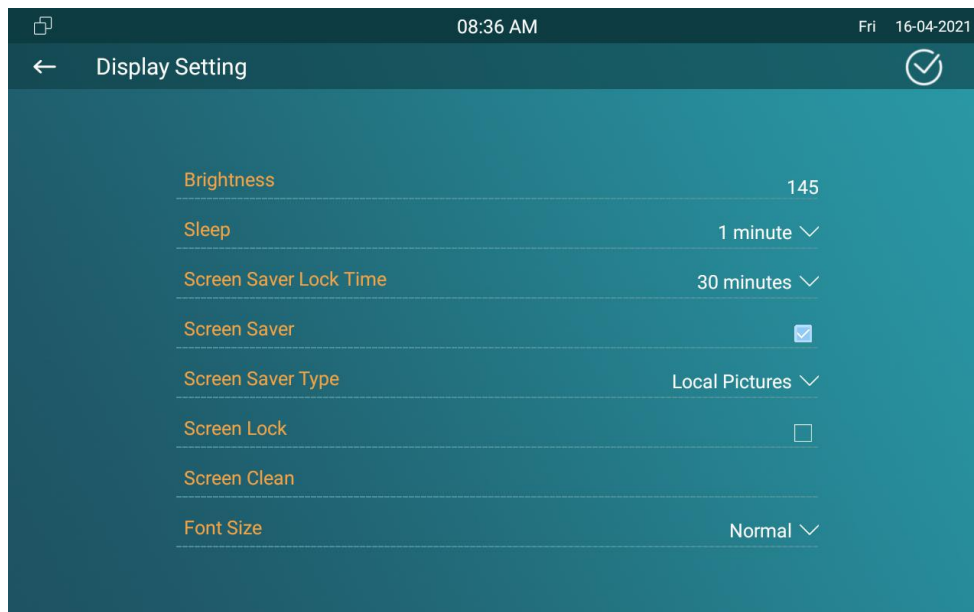 08:36 AM Fri 16-04-2021
Display Setting
Brightness 145
Sleep 1 minute
Screen Saver Lock Time 30 minutes
Screen Saver
Screen Saver Type Local Pictures
Screen Lock
Screen Clean
Font Size Normal